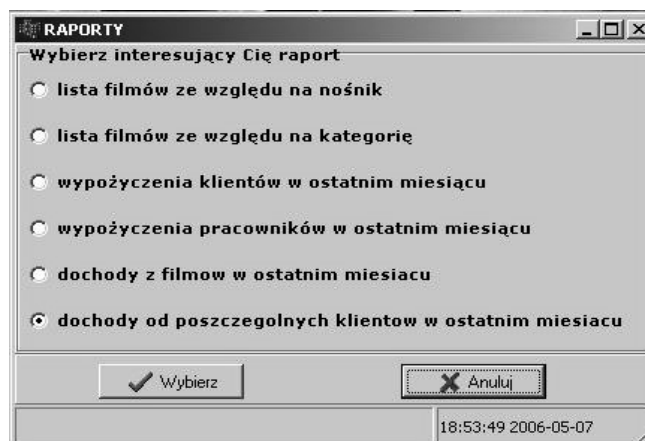 RAPORTY
Wybierz interesujący Cię raport
lista filmów ze względu na nośnik
lista filmów ze względu na kategorię
wypożyczenia klientów w ostatnim miesiącu
wypożyczenia pracowników w ostatnim miesiącu
dochody z filmow w ostatnim miesiacu
dochody od poszczegolnych klientow w ostatnim miesiacu
Wybierz
Anuluj
18:53:49 2006-05-07